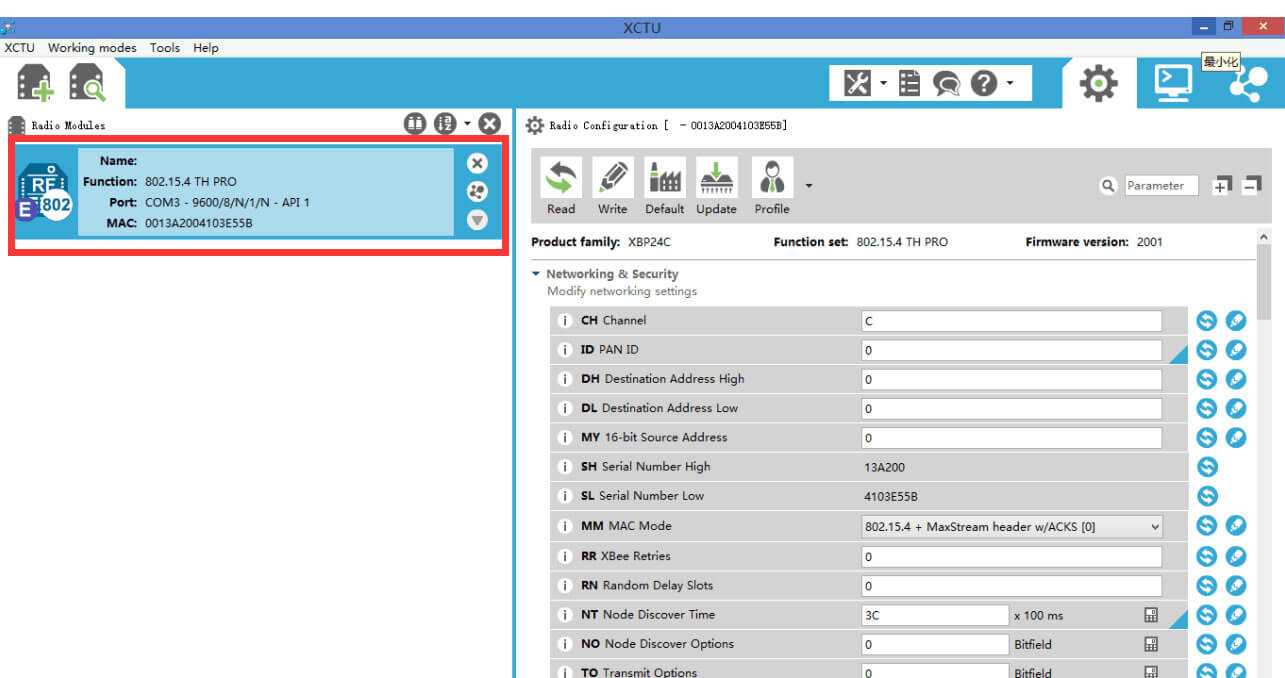 XCTU
XCTU Working modes Tools Help
最小化
Radio Modules
Name:
Function: 802.15.4 TH PRO
Port: COM3 - 9600/8/N/1/N - API 1
MAC: 0013A2004103E55B
RF
E 802
Radio Configuration [ - 0013A2004103E55B]
Read Write Default Update Profile
Parameter
Product family: XBP24C Function set: 802.15.4 TH PRO Firmware version: 2001
Networking & Security
Modify networking settings
i CH Channel C
i ID PAN ID 0
i DH Destination Address High 0
i DL Destination Address Low 0
i MY 16-bit Source Address 0
i SH Serial Number High 13A200
i SL Serial Number Low 4103E55B
i MM MAC Mode 802.15.4 + MaxStream header w/ACKS [0]
i RR XBee Retries 0
i RN Random Delay Slots 0
i NT Node Discover Time 3C x 100 ms
i NO Node Discover Options 0 Bitfield
i TO Transmit Options 0 Bitfield